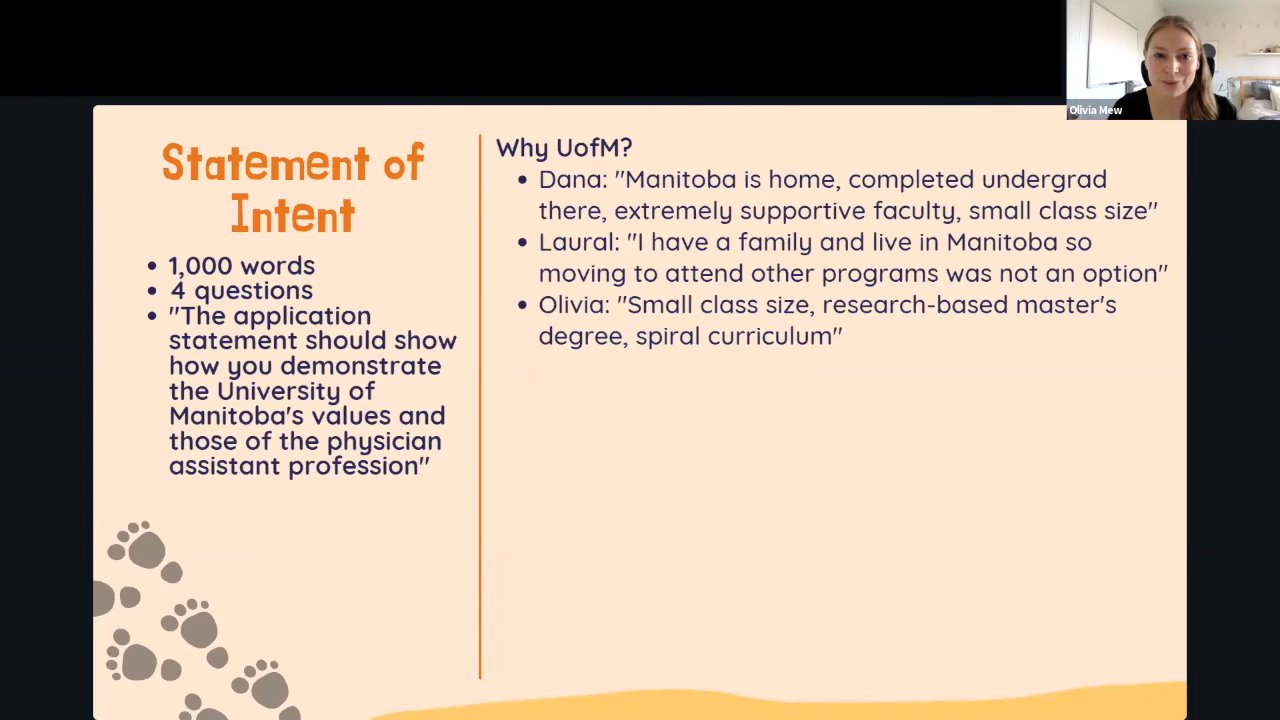 Olivia Mew
Statement of
Intent
• 1,000 words
• 4 questions
• "The application
statement should show
how you demonstrate
the University of
Manitoba's values and
those of the physician
assistant profession"
Why UofM?
• Dana: "Manitoba is home, completed undergrad
there, extremely supportive faculty, small class size"
• Laural: "I have a family and live in Manitoba so
moving to attend other programs was not an option"
• Olivia: "Small class size, research-based master's
degree, spiral curriculum"